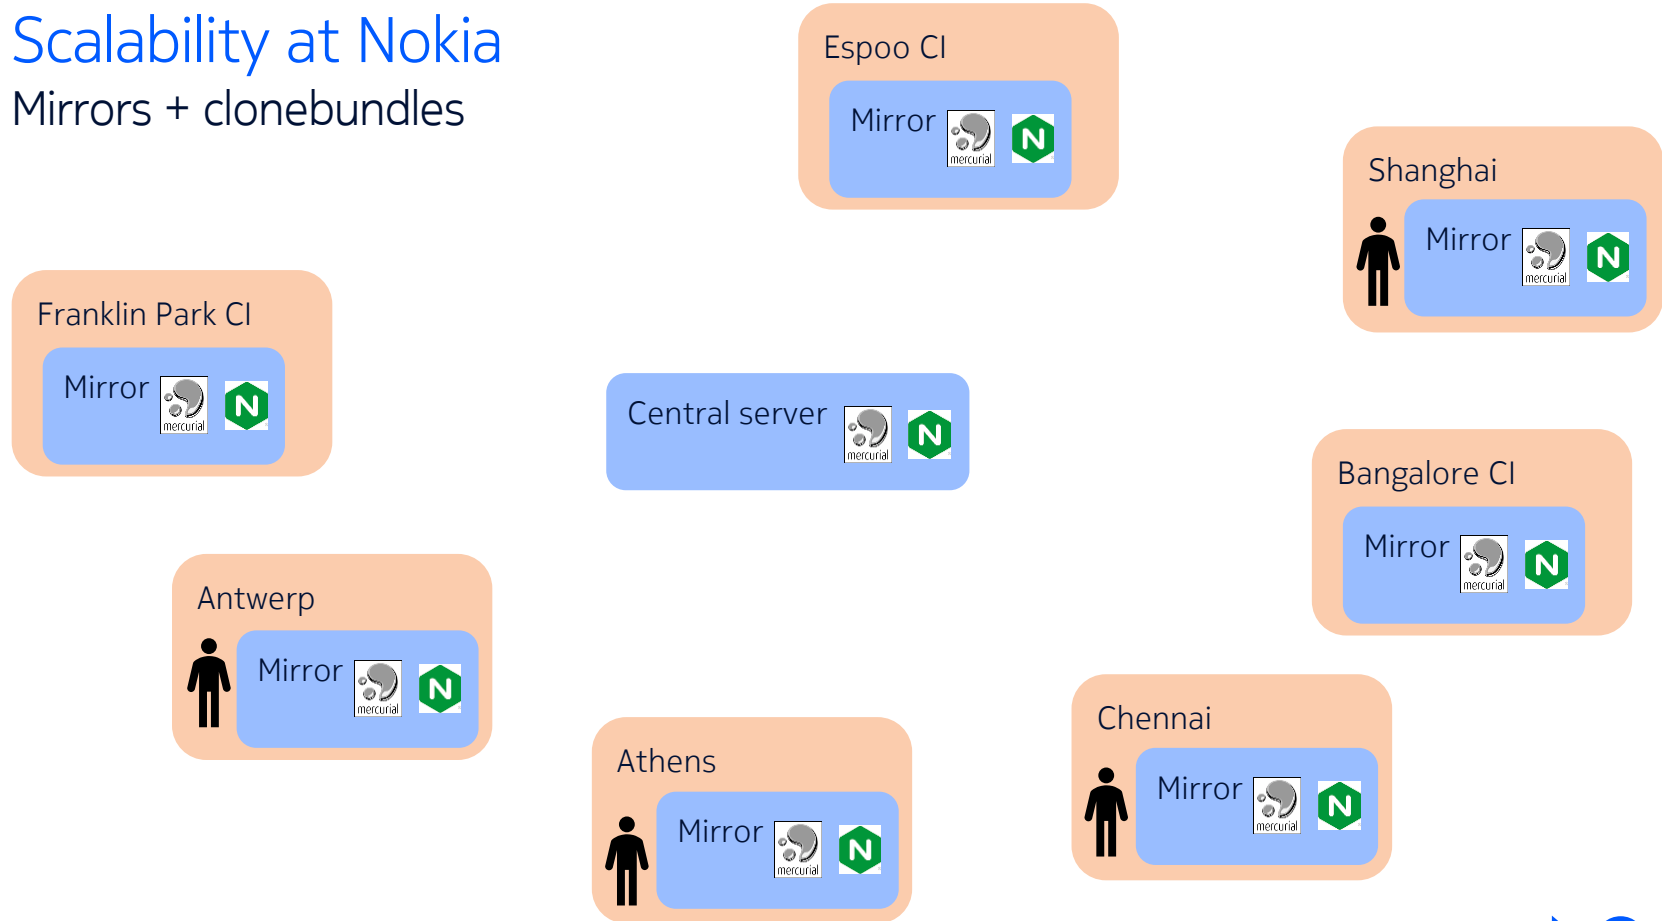 Scalability at Nokia
Mirrors + clonebundles
Espoo CI
Mirror
mercurial
N
Shanghai
Mirror
mercurial
N
Franklin Park CI
Mirror
mercurial
N
Central server
mercurial
N
Bangalore CI
Mirror
mercurial
N
Antwerp
Mirror
mercurial
N
Chennai
Mirror
mercurial
N
Athens
Mirror
mercurial
N